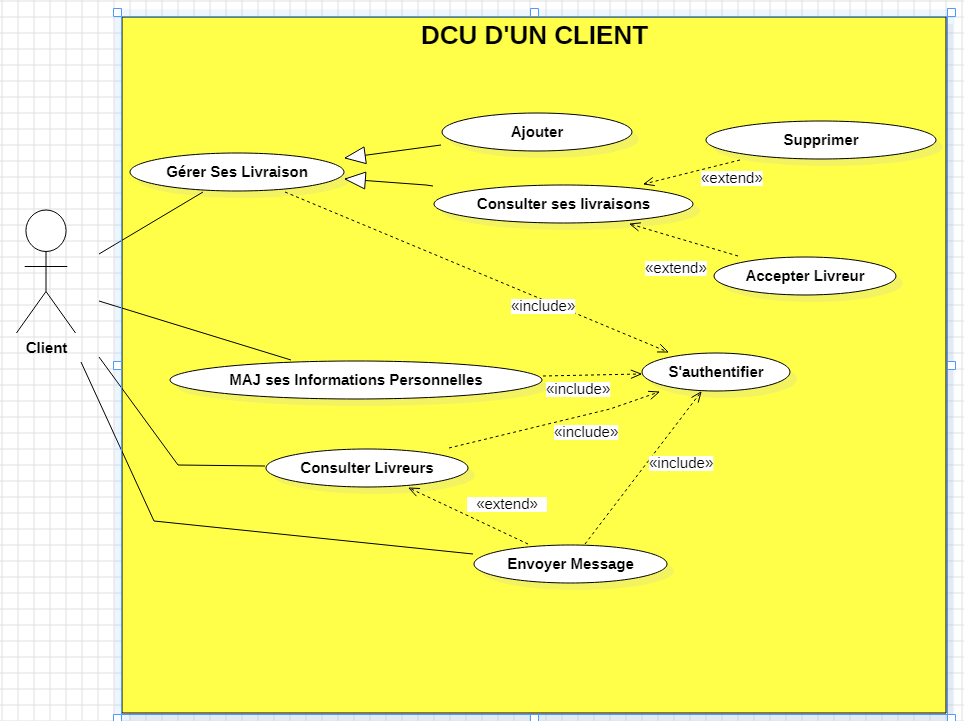 DCU D'UN CLIENT
Ajouter
Supprimer
Gérer Ses Livraison
«extend»
Consulter ses livraisons
«extend»
Accepter Livreur
«include»
Client
MAJ ses Informations Personnelles
S'authentifier
«include»
«include»
Consulter Livreurs
«include»
«extend»
Envoyer Message